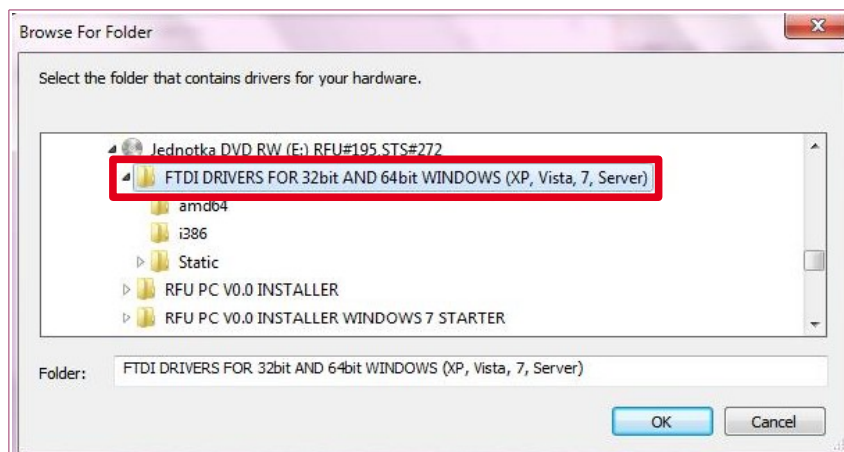 Browse For Folder
Select the folder that contains drivers for your hardware.
Jednotka DVD RW (E:) RFU#195,STS#272
FTDI DRIVERS FOR 32bit AND 64bit WINDOWS (XP, Vista, 7, Server)
amd64
i386
Static
RFU PC V0.0 INSTALLER
RFU PC V0.0 INSTALLER WINDOWS 7 STARTER
Folder: FTDI DRIVERS FOR 32bit AND 64bit WINDOWS (XP, Vista, 7, Server)
OK Cancel